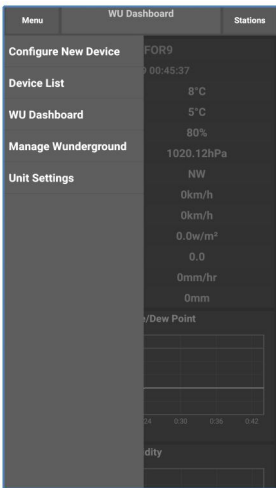 Menu
WU Dashboard
Stations
Configure New Device
Device List
WU Dashboard
Manage Wunderground
Unit Settings
FOR9
00:45:37
8°C
5°C
80%
1020.12hPa
NW
0km/h
0km/h
0.0w/m²
0.0
0mm/hr
0mm
/Dew Point
24 0:30 0:36 0:42
dity